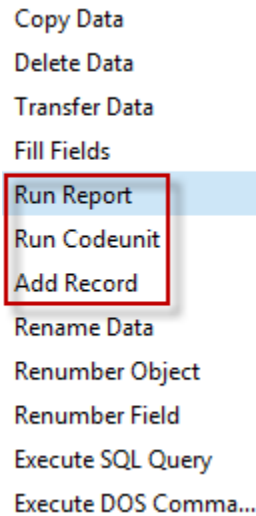 Copy Data
Delete Data
Transfer Data
Fill Fields
Run Report
Run Codeunit
Add Record
Rename Data
Renumber Object
Renumber Field
Execute SQL Query
Execute DOS Comma...